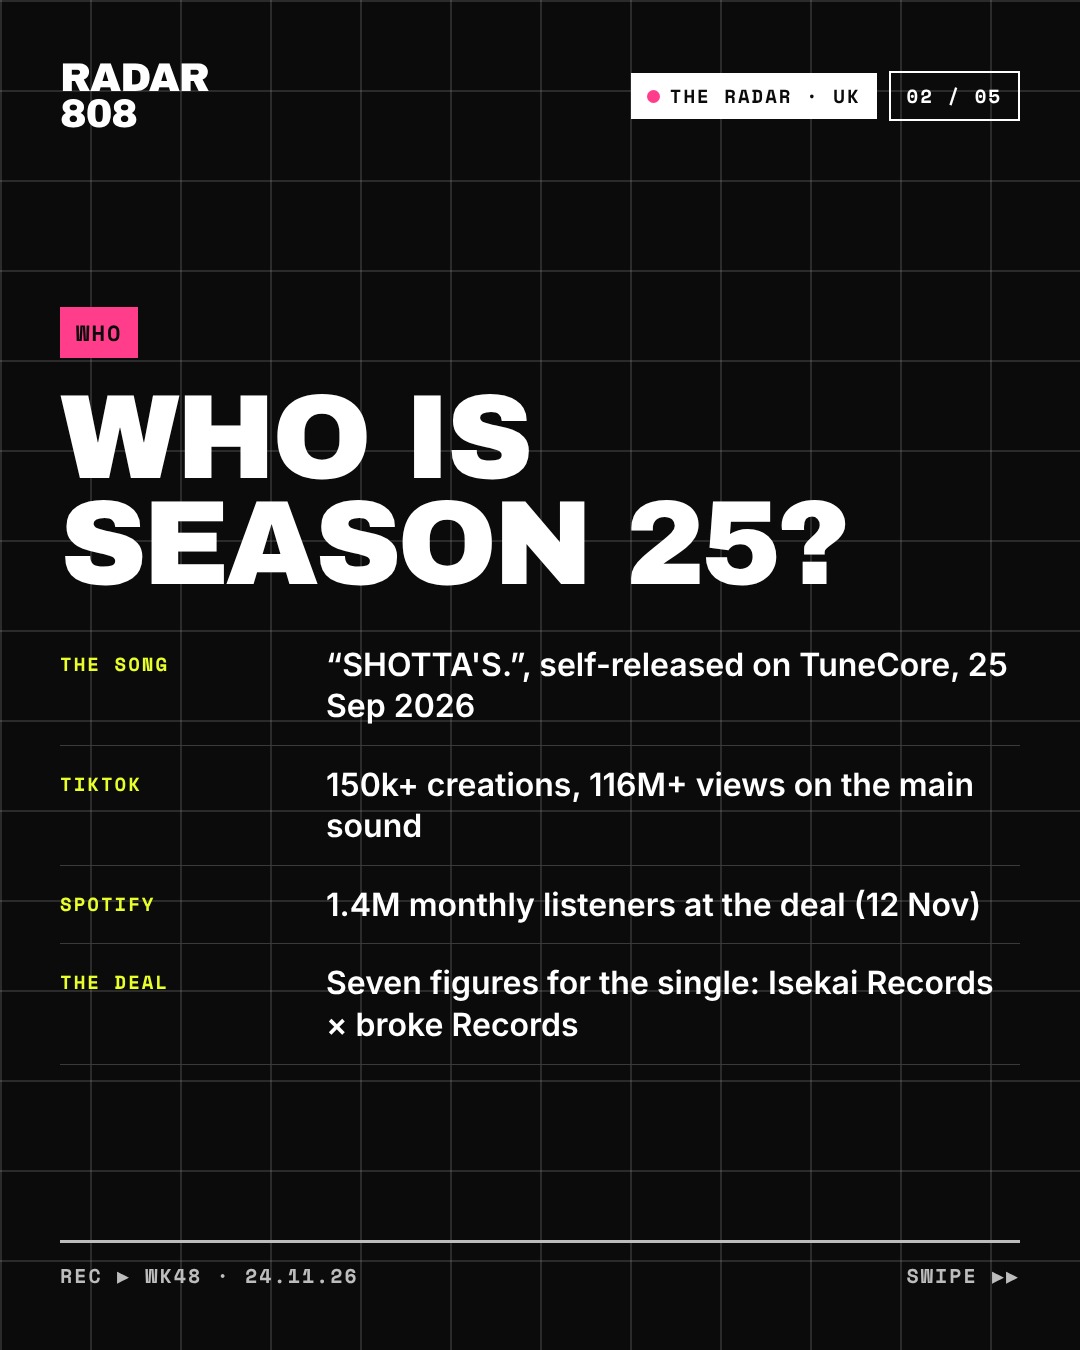 RADAR
808
THE RADAR · UK
02 / 05
WHO
WHO IS
SEASON 25?
THE SONG
“SHOTTA'S.”, self-released on TuneCore, 25
Sep 2026
TIKTOK
150k+ creations, 116M+ views on the main
sound
SPOTIFY
1.4M monthly listeners at the deal (12 Nov)
THE DEAL
Seven figures for the single: Isekai Records
× broke Records
REC ▶ WK48 · 24.11.26
SWIPE ▶▶